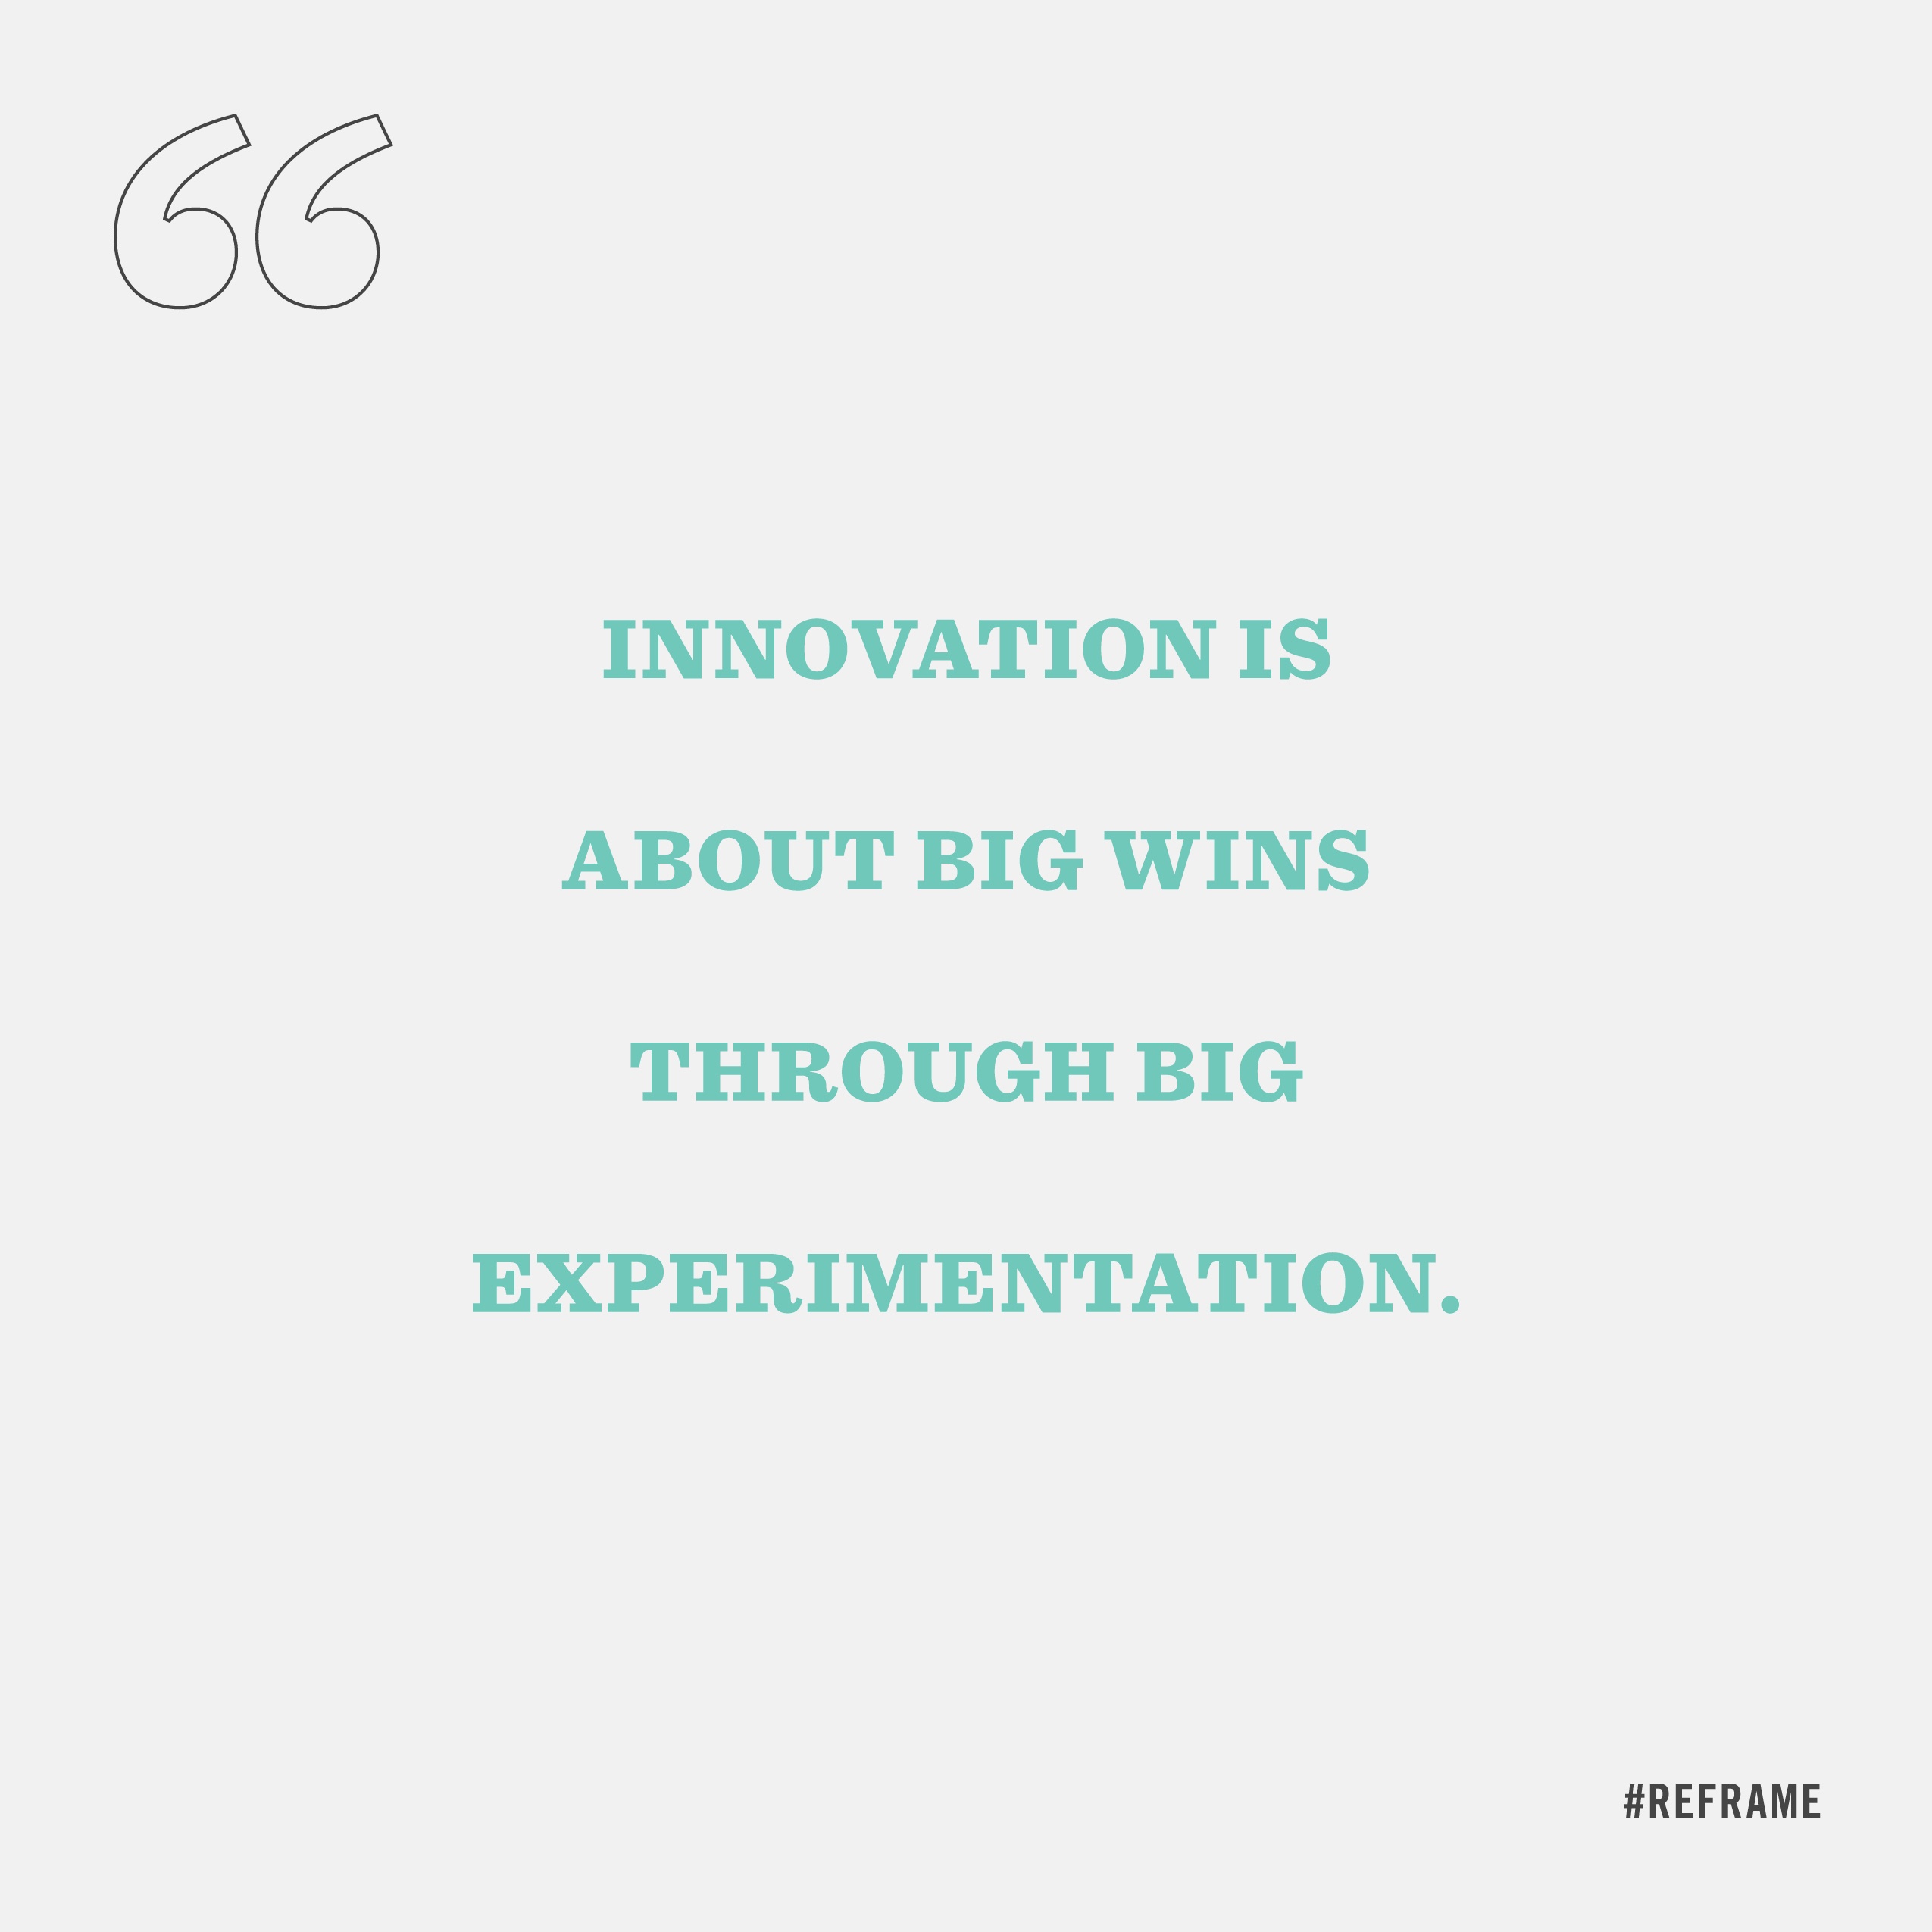 “
INNOVATION IS
ABOUT BIG WINS
THROUGH BIG
EXPERIMENTATION.
#REFRAME